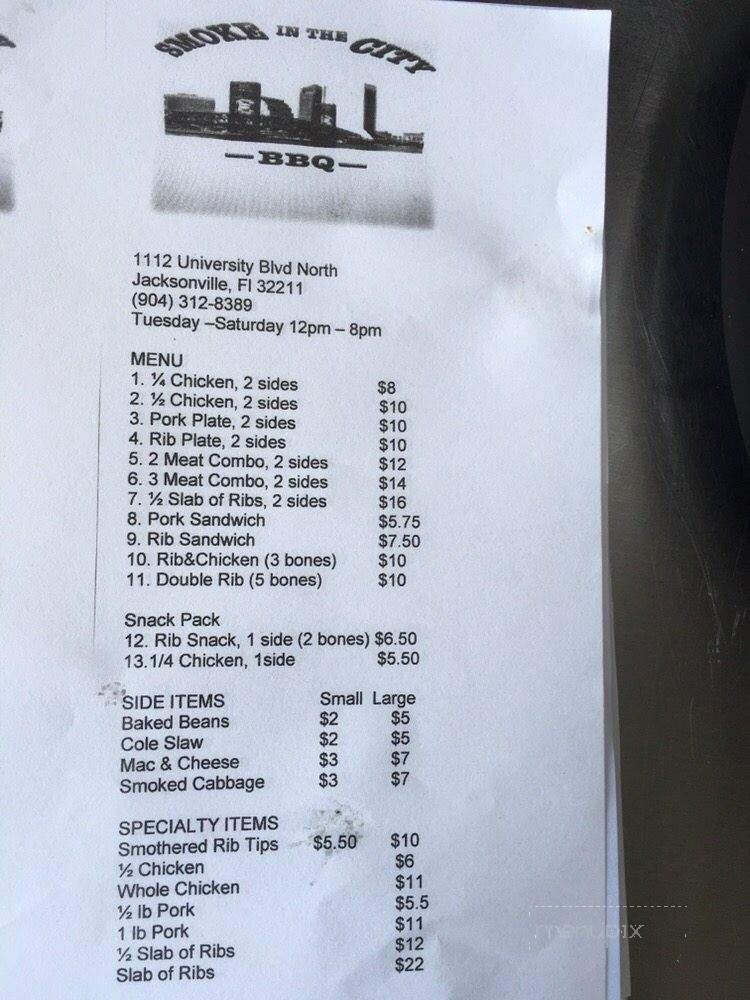 SMOKE IN THE CITY
BBQ
1112 University Blvd North
Jacksonville, Fl 32211
(904) 312-8389
Tuesday –Saturday 12pm – 8pm
MENU
1. ¼ Chicken, 2 sides $8
2. ½ Chicken, 2 sides $10
3. Pork Plate, 2 sides $10
4. Rib Plate, 2 sides $10
5. 2 Meat Combo, 2 sides $12
6. 3 Meat Combo, 2 sides $14
7. ½ Slab of Ribs, 2 sides $16
8. Pork Sandwich $5.75
9. Rib Sandwich $7.50
10. Rib&Chicken (3 bones) $10
11. Double Rib (5 bones) $10
Snack Pack
12. Rib Snack, 1 side (2 bones) $6.50
13.1/4 Chicken, 1side $5.50
SIDE ITEMS Small Large
Baked Beans $2 $5
Cole Slaw $2 $5
Mac & Cheese $3 $7
Smoked Cabbage $3 $7
SPECIALTY ITEMS
Smothered Rib Tips $5.50 $10
½ Chicken $6
Whole Chicken $11
½ lb Pork $5.5
1 lb Pork $11
½ Slab of Ribs $12
Slab of Ribs $22
menupix